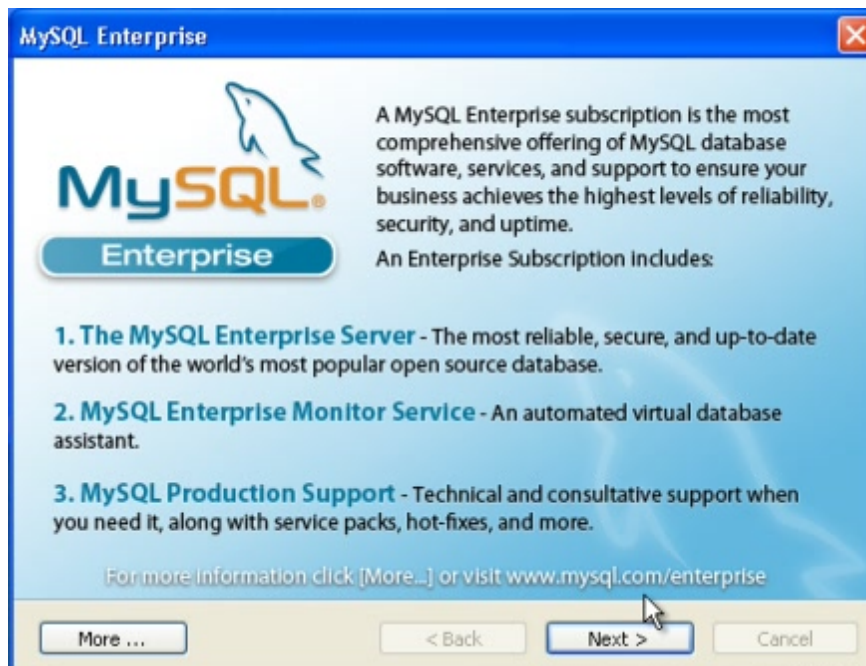 MySQL Enterprise
MySQL®
Enterprise
A MySQL Enterprise subscription is the most
comprehensive offering of MySQL database
software, services, and support to ensure your
business achieves the highest levels of reliability,
security, and uptime.
An Enterprise Subscription includes:
1. The MySQL Enterprise Server - The most reliable, secure, and up-to-date
version of the world's most popular open source database.
2. MySQL Enterprise Monitor Service - An automated virtual database
assistant.
3. MySQL Production Support - Technical and consultative support when
you need it, along with service packs, hot-fixes, and more.
For more information click [More...] or visit www.mysql.com/enterprise
More ... < Back Next > Cancel